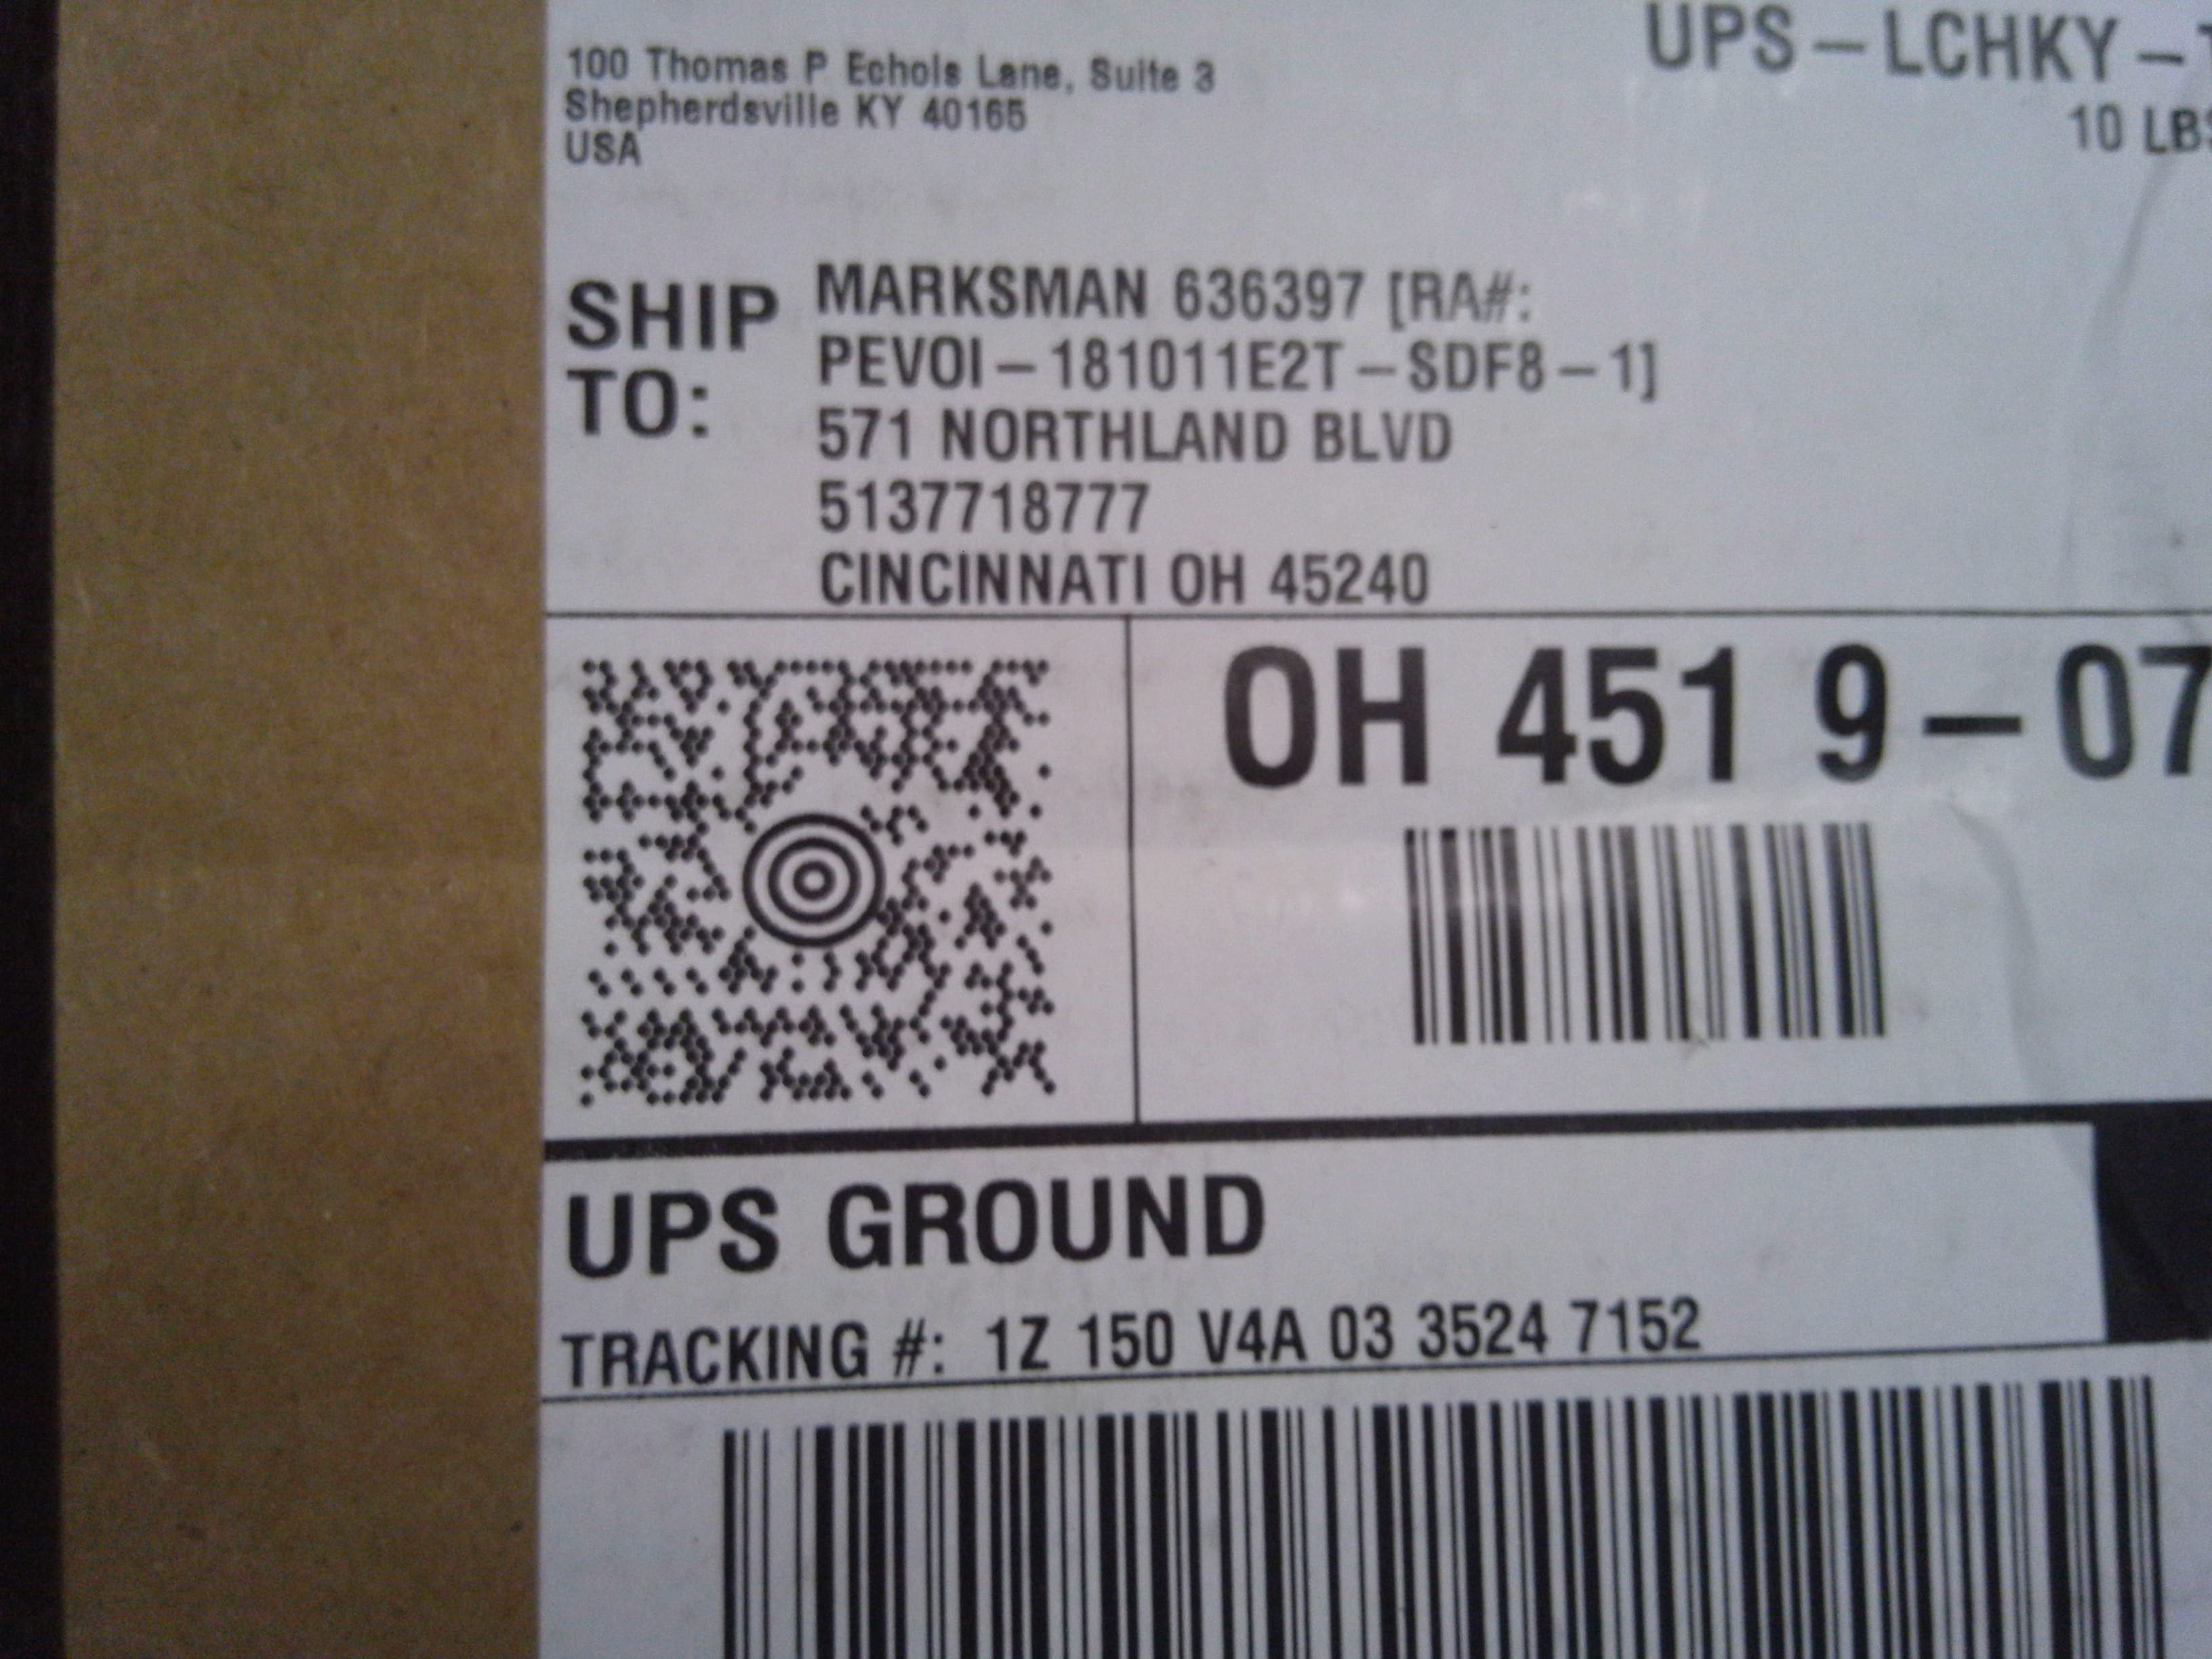 100 Thomas P Echols Lane, Suite 3
Shepherdsville KY 40165
USA
UPS-LCHKY-
10 LBS
SHIP TO:
MARKSMAN 636397 [RA#:
PEVOI-181011E2T-SDF8-1]
571 NORTHLAND BLVD
5137718777
CINCINNATI OH 45240
OH 451 9-07
UPS GROUND
TRACKING #: 1Z 150 V4A 03 3524 7152